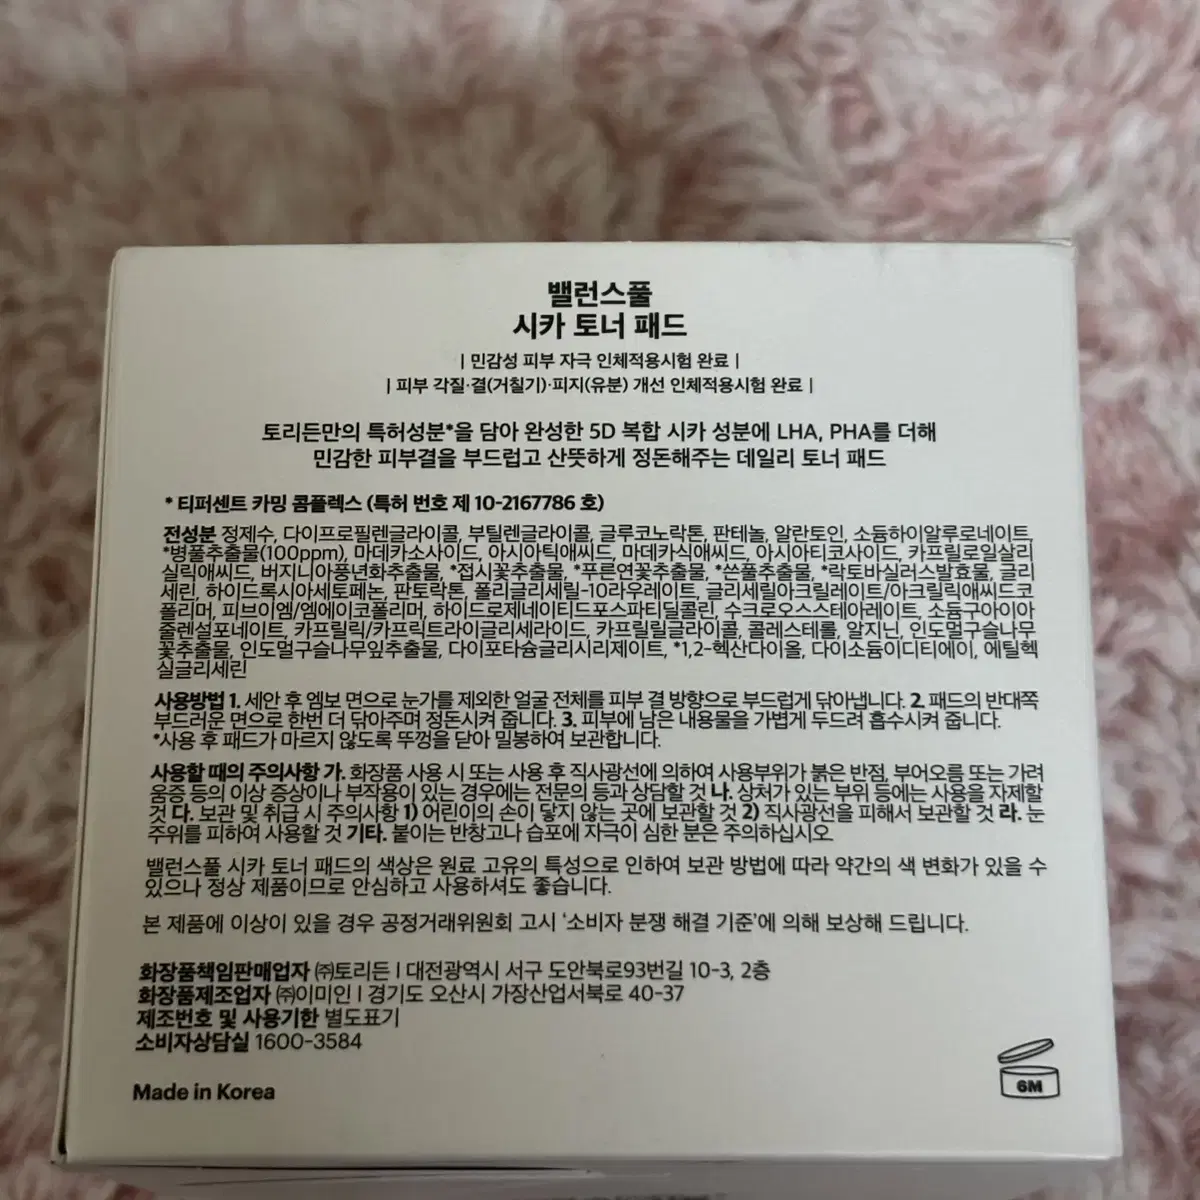 밸런스풀
시카 토너 패드
| 민감성 피부 자극 인체적용시험 완료 |
| 피부 각질·결(거칠기)·피지(유분) 개선 인체적용시험 완료 |
토리든만의 특허성분*을 담아 완성한 5D 복합 시카 성분에 LHA, PHA를 더해
민감한 피부결을 부드럽고 산뜻하게 정돈해주는 데일리 토너 패드
* 티퍼센트 카밍 콤플렉스 (특허 번호 제 10-2167786 호)
전성분 정제수, 다이프로필렌글라이콜, 부틸렌글라이콜, 글루코노락톤, 판테놀, 알란토인, 소듐하이알루로네이트,
*병풀추출물(100ppm), 마데카소사이드, 아시아틱애씨드, 마데카식애씨드, 아시아티코사이드, 카프릴로일살리
실릭애씨드, 버지니아풍년화추출물, *접시꽃추출물, *푸른연꽃추출물, *쓴풀추출물, *락토바실러스발효물, 글리
세린, 하이드록시아세토페논, 판토락톤, 폴리글리세릴-10라우레이트, 글리세릴아크릴레이트/아크릴릭애씨드코
폴리머, 피브이엠/엠에이코폴리머, 하이드로제네이티드포스파티딜콜린, 수크로오스스테아레이트, 소듐구아이아
줄렌설포네이트, 카프릴릭/카프릭트라이글리세라이드, 카프릴릴글라이콜, 콜레스테롤, 알지닌, 인도멀구슬나무
꽃추출물, 인도멀구슬나무잎추출물, 다이포타슘글리시리제이트, *1,2-헥산다이올, 다이소듐이디티에이, 에틸헥
실글리세린
사용방법 1. 세안 후 엠보 면으로 눈가를 제외한 얼굴 전체를 피부 결 방향으로 부드럽게 닦아냅니다. 2. 패드의 반대쪽
부드러운 면으로 한번 더 닦아주며 정돈시켜 줍니다. 3. 피부에 남은 내용물을 가볍게 두드려 흡수시켜 줍니다.
*사용 후 패드가 마르지 않도록 뚜껑을 닫아 밀봉하여 보관합니다.
사용할 때의 주의사항 가. 화장품 사용 시 또는 사용 후 직사광선에 의하여 사용부위가 붉은 반점, 부어오름 또는 가려
움증 등의 이상 증상이나 부작용이 있는 경우에는 전문의 등과 상담할 것 나. 상처가 있는 부위 등에는 사용을 자제할
것 다. 보관 및 취급 시 주의사항 1) 어린이의 손이 닿지 않는 곳에 보관할 것 2) 직사광선을 피해서 보관할 것 라. 눈
주위를 피하여 사용할 것 기타. 붙이는 반창고나 습포에 자극이 심한 분은 주의하십시오.
밸런스풀 시카 토너 패드의 색상은 원료 고유의 특성으로 인하여 보관 방법에 따라 약간의 색 변화가 있을 수
있으나 정상 제품이므로 안심하고 사용하셔도 좋습니다.
본 제품에 이상이 있을 경우 공정거래위원회 고시 '소비자 분쟁 해결 기준'에 의해 보상해 드립니다.
화장품책임판매업자 ㈜토리든 | 대전광역시 서구 도안북로93번길 10-3, 2층
화장품제조업자 ㈜이미인 | 경기도 오산시 가장산업서북로 40-37
제조번호 및 사용기한 별도표기
소비자상담실 1600-3584
Made in Korea
6M